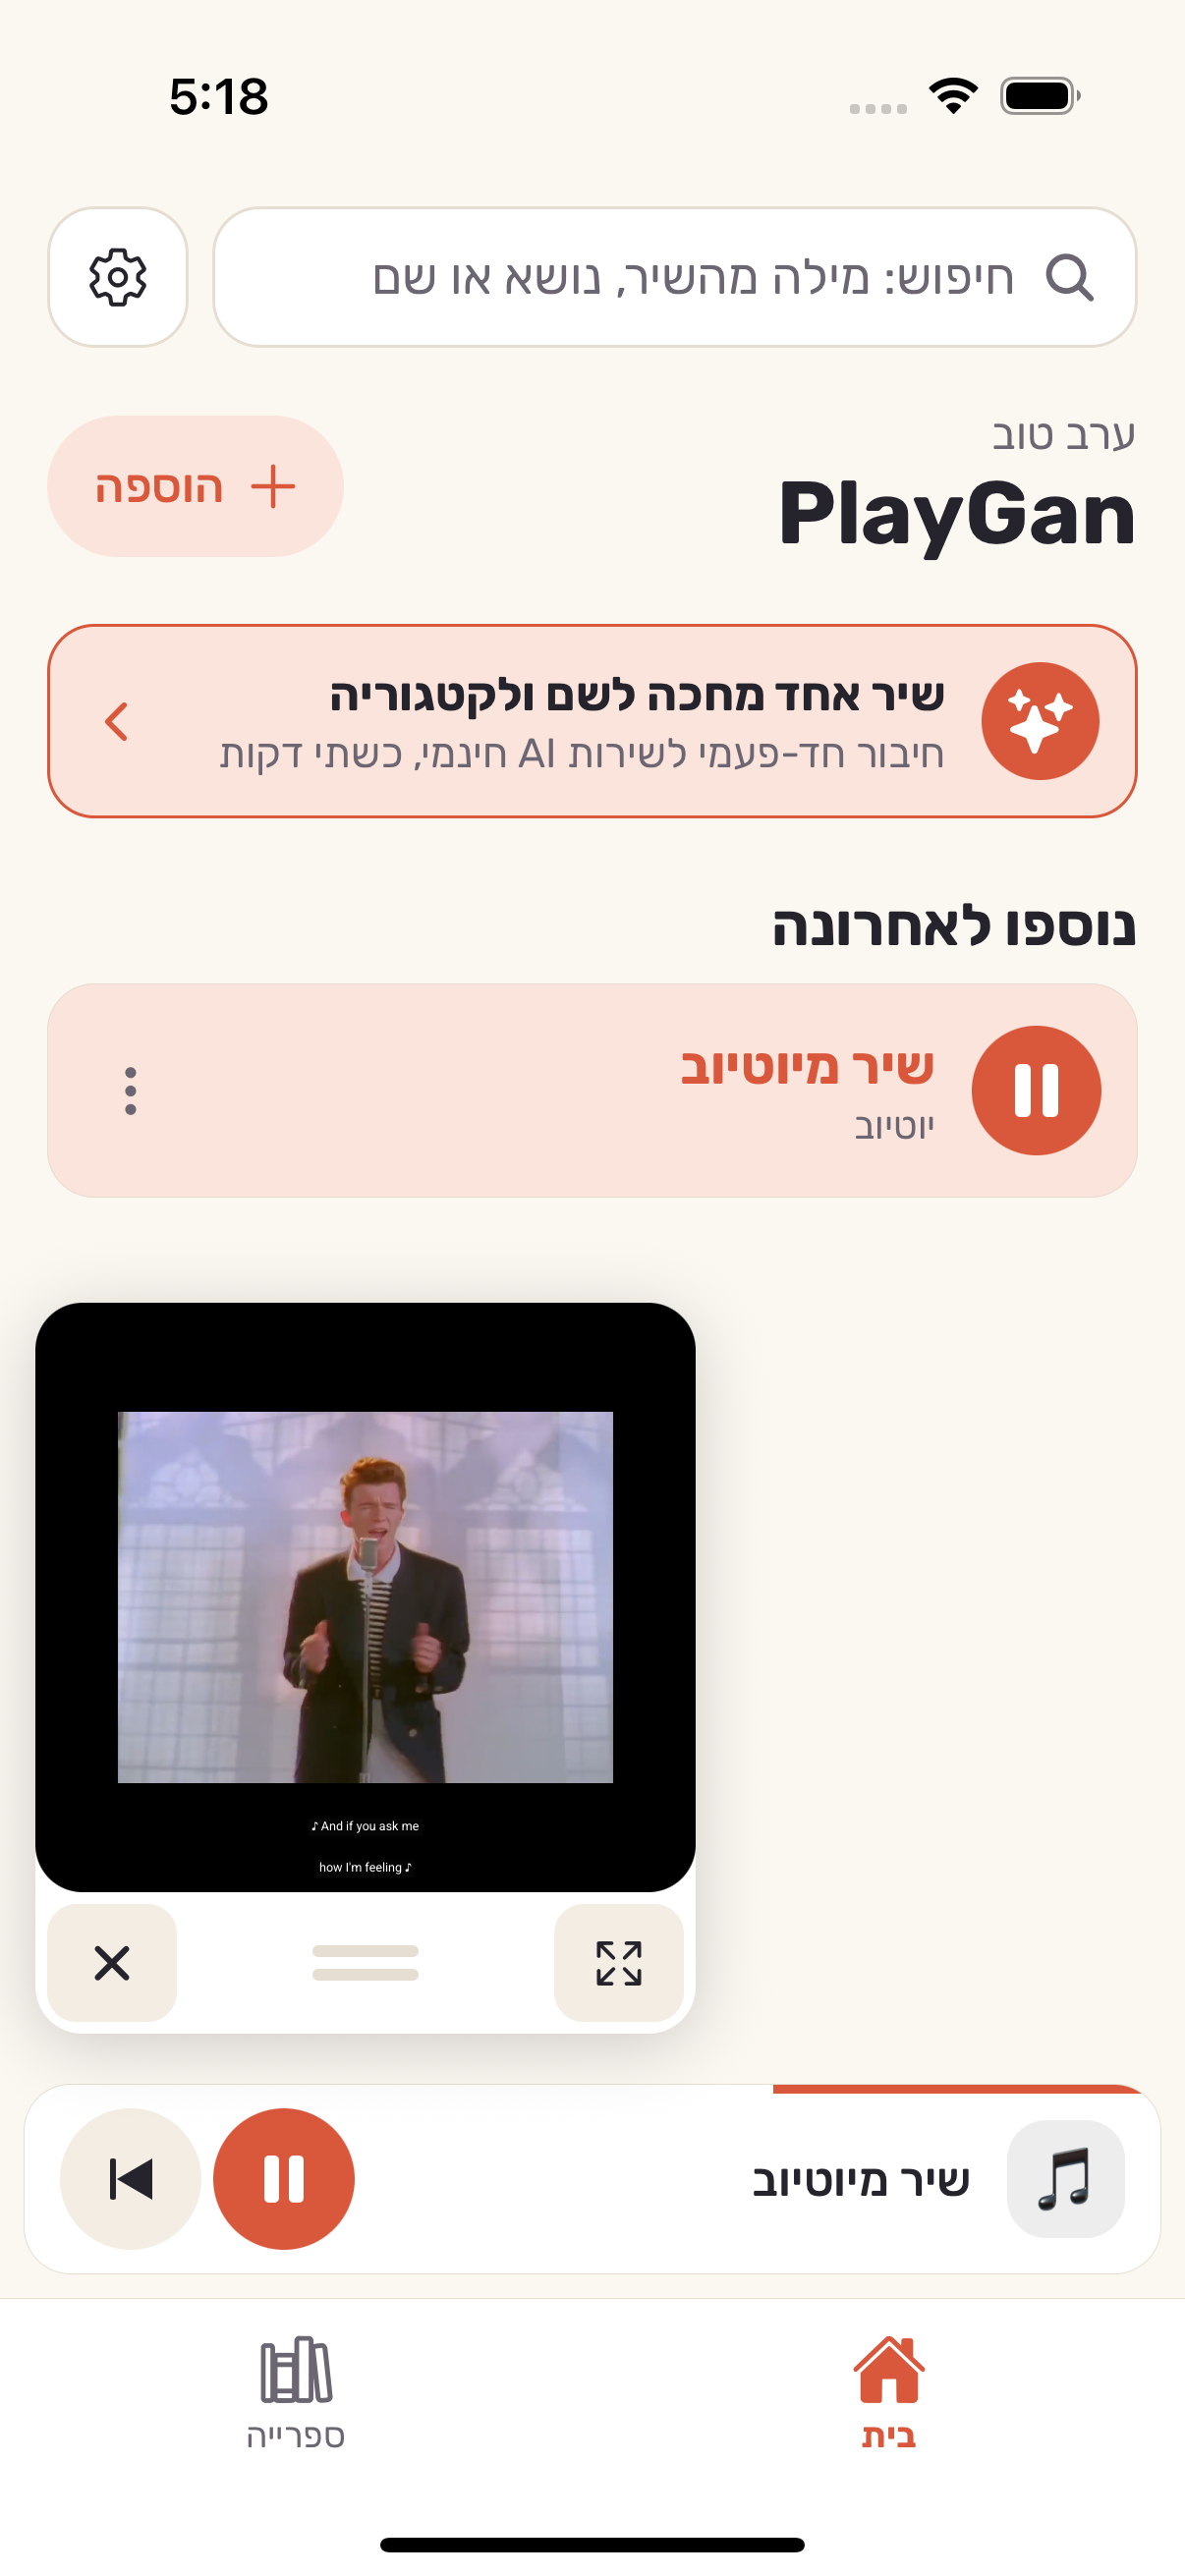 5:18
חיפוש: מילה מהשיר, נושא או שם
ערב טוב
PlayGan
הוספה
שיר אחד מחכה לשם ולקטגוריה
חיבור חד-פעמי לשירות AI חינמי, כשתי דקות
נוספו לאחרונה
שיר מיוטיוב
יוטיוב
♪ And if you ask me
how I'm feeling ♪
שיר מיוטיוב
בית
ספרייה